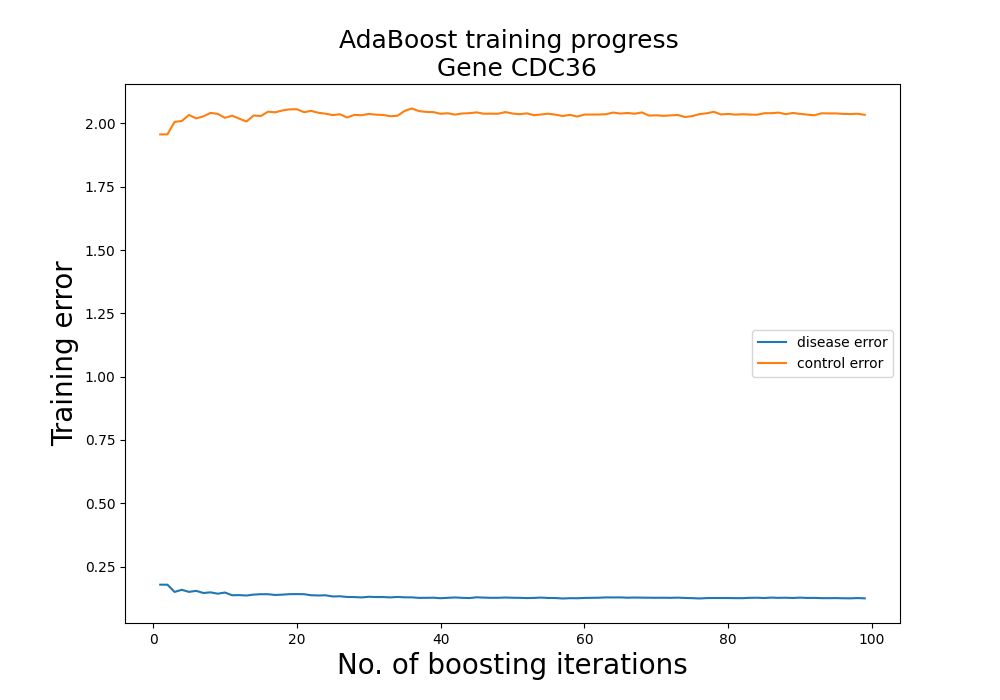 AdaBoost training progress
Gene CDC36
Training error
2.00
1.75
1.50
1.25
1.00
0.75
0.50
0.25
disease error
control error
0 20 40 60 80 100
No. of boosting iterations